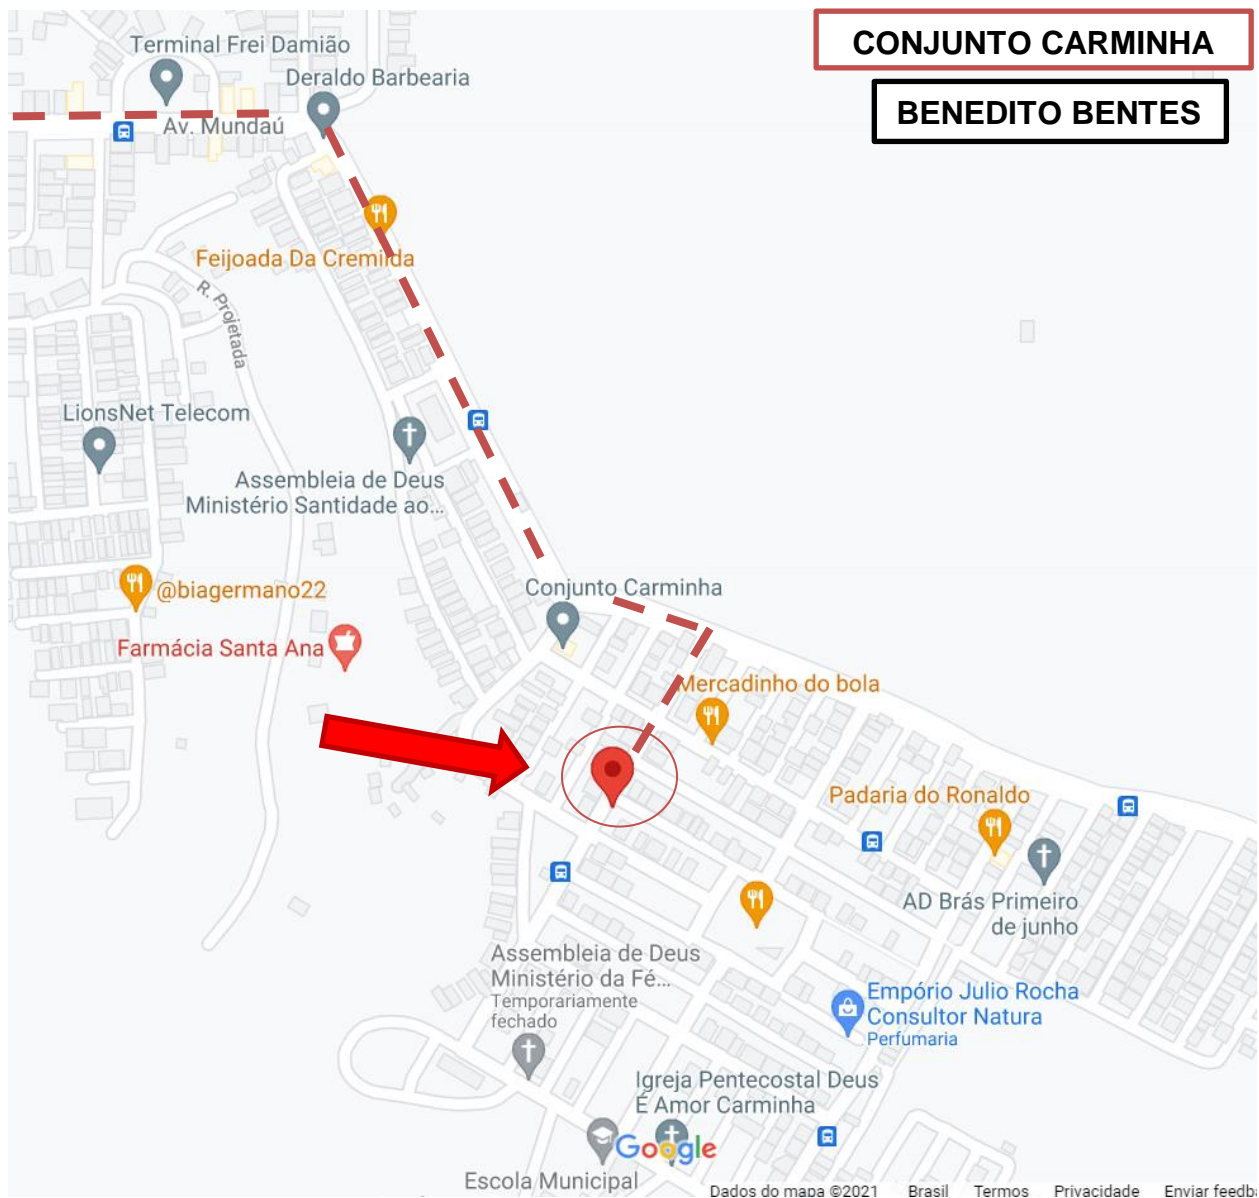 CONJUNTO CARMINHA
BENEDITO BENTES
Terminal Frei Damião
Deraldo Barbearia
Av. Mundaú
Feijoada Da Cremilda
R. Projetada
LionsNet Telecom
Assembleia de Deus
Ministério Santidade ao...
@biagermano22
Conjunto Carminha
Farmácia Santa Ana
Mercadinho do bola
Padaria do Ronaldo
AD Brás Primeiro
de junho
Assembleia de Deus
Ministério da Fé...
Temporariamente
fechado
Empório Julio Rocha
Consultor Natura
Perfumaria
Igreja Pentecostal Deus
É Amor Carminha
Google
Escola Municipal
Dados do mapa ©2021 Brasil Termos Privacidade Enviar feedb